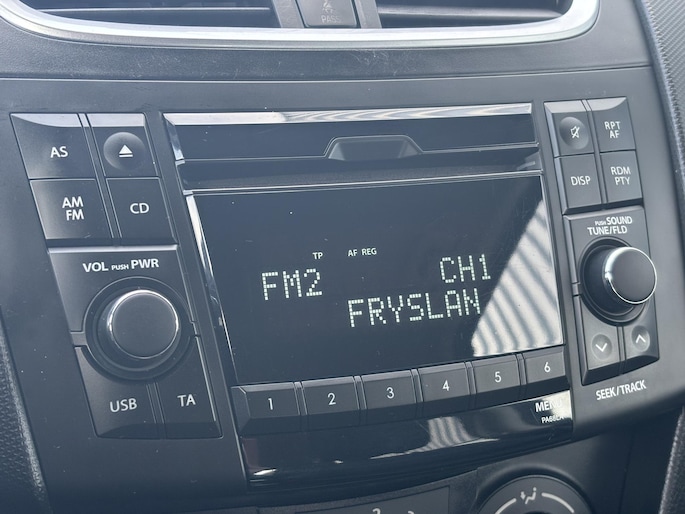 PASS
AS
AM
FM
CD
VOL PUSH PWR
USB
TA
TP AF REG
FM2 CH1
FRYSLAN
1 2 3 4 5 6
RPT
AF
DISP
RDM
PTY
PUSH SOUND
TUNE/FLD
SEEK/TRACK